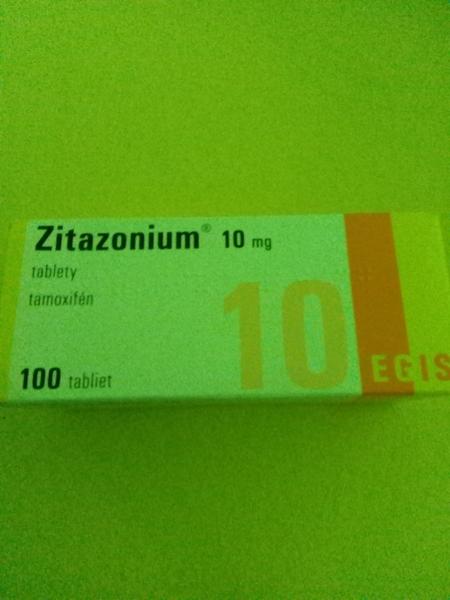 Zitazonium® 10 mg
tablety
tamoxifén
10
100 tabliet
EGIS